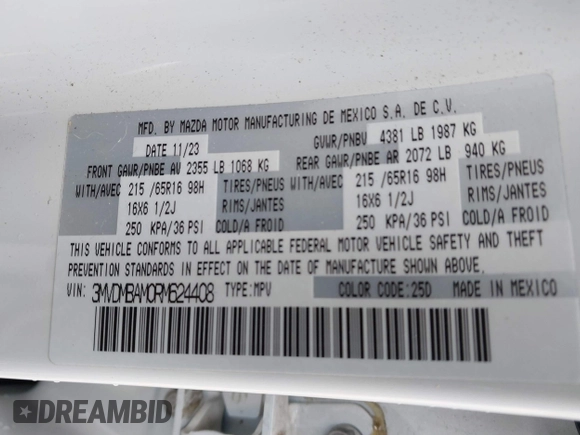 MFD. BY MAZDA MOTOR MANUFACTURING DE MEXICO S.A. DE C.V.
DATE 11/23 GVWR/PNBV 4381 LB 1987 KG
FRONT GAWR/PNBE AV 2355 LB 1068 KG REAR GAWR/PNBE AR 2072 LB 940 KG
WITH/AVEC 215 /65R16 98H TIRES/PNEUS WITH/AVEC 215 /65R16 98H TIRES/PNEUS
16X6 1/2J RIMS/JANTES 16X6 1/2J RIMS/JANTES
250 KPA/36 PSI COLD/A FROID 250 KPA/36 PSI COLD/A FROID
THIS VEHICLE CONFORMS TO ALL APPLICABLE FEDERAL MOTOR VEHICLE SAFETY AND THEFT
PREVENTION STANDARDS IN EFFECT ON THE DATE OF MANUFACTURE SHOWN ABOVE.
VIN: 3MVDMBAM0RM624408 TYPE:MPV COLOR CODE:25D MADE IN MEXICO
DREAMBID